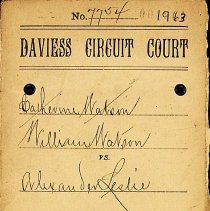 No. 7754 1963
DAVIESS CIRCUIT COURT
Catherine Watson
William Watson
VS.
Alexander Leslie